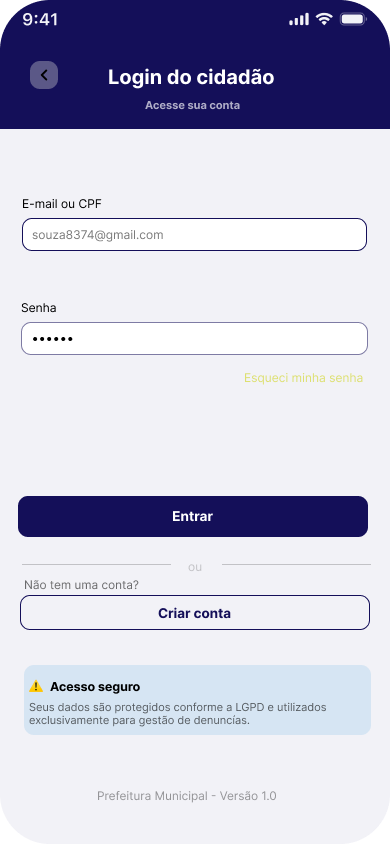 9:41
Login do cidadão
Acesse sua conta
E-mail ou CPF
souza8374@gmail.com
Senha
••••••
Esqueci minha senha
Entrar
ou
Não tem uma conta?
Criar conta
Acesso seguro
Seus dados são protegidos conforme a LGPD e utilizados
exclusivamente para gestão de denuncías.
Prefeitura Municipal - Versão 1.0